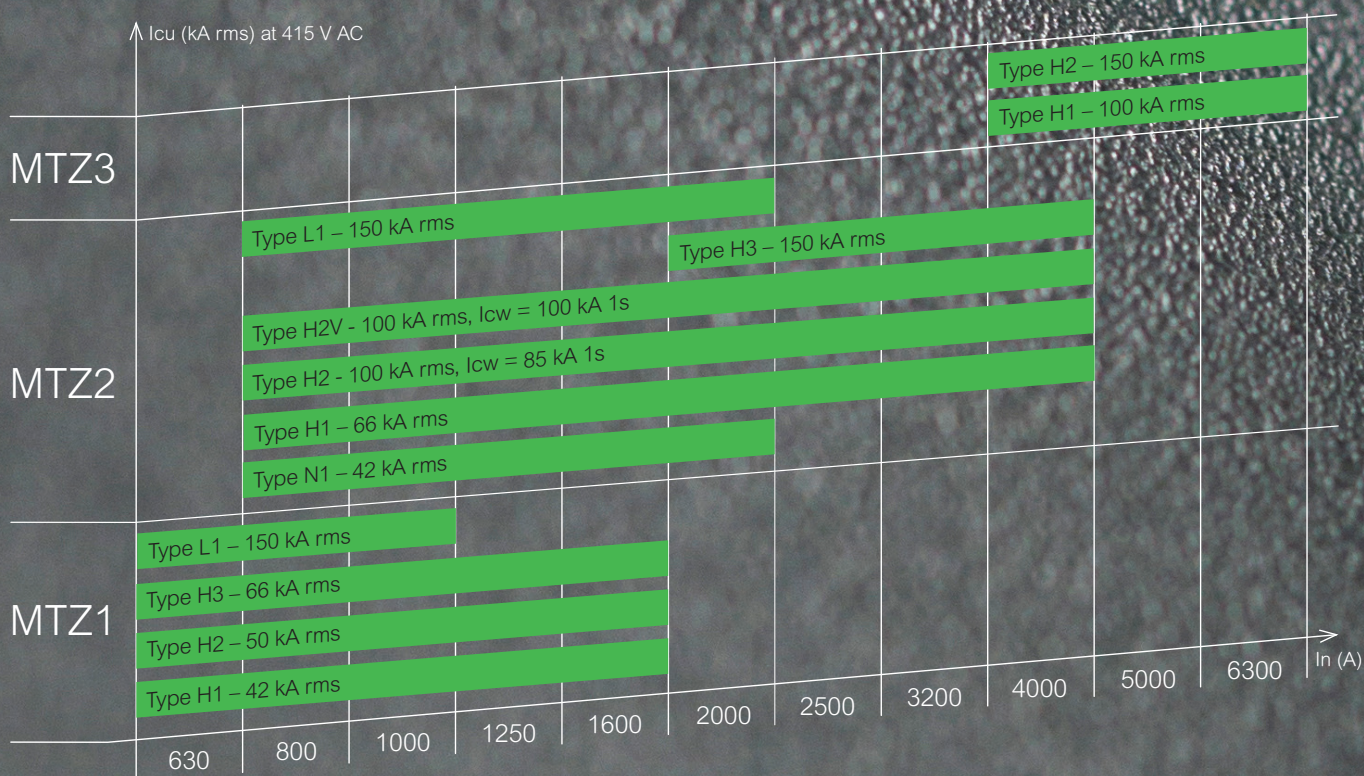 Icu (kA rms) at 415 V AC
MTZ3
Type H2 – 150 kA rms
Type H1 – 100 kA rms
MTZ2
Type L1 – 150 kA rms
Type H3 – 150 kA rms
Type H2V - 100 kA rms, Icw = 100 kA 1s
Type H2 - 100 kA rms, Icw = 85 kA 1s
Type H1 – 66 kA rms
Type N1 – 42 kA rms
MTZ1
Type L1 – 150 kA rms
Type H3 – 66 kA rms
Type H2 – 50 kA rms
Type H1 – 42 kA rms
630 800 1000 1250 1600 2000 2500 3200 4000 5000 6300 In (A)